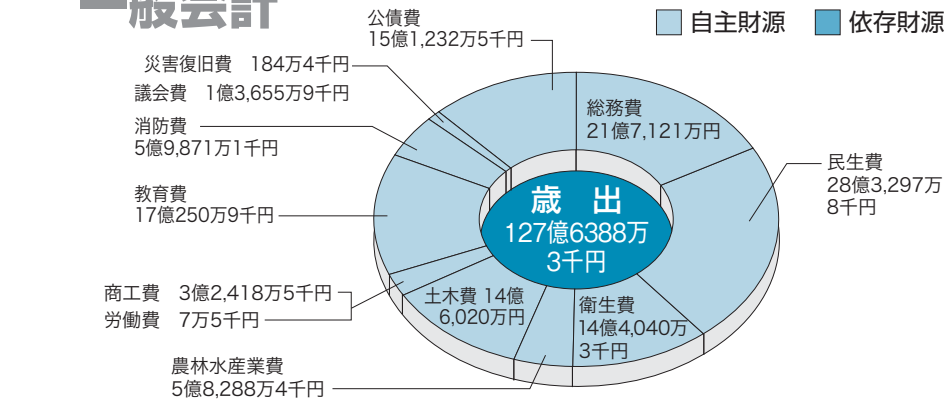 一般会計
自主財源 依存財源
公債費
15億1,232万5千円
災害復旧費 184万4千円
議会費 1億3,655万9千円
消防費
5億9,871万1千円
教育費
17億250万9千円
商工費 3億2,418万5千円
労働費 7万5千円
農林水産業費
5億8,288万4千円
総務費
21億7,121万円
民生費
28億3,297万
8千円
衛生費
14億4,040万
3千円
土木費 14億
6,020万円
歳 出
127億6388万
3千円